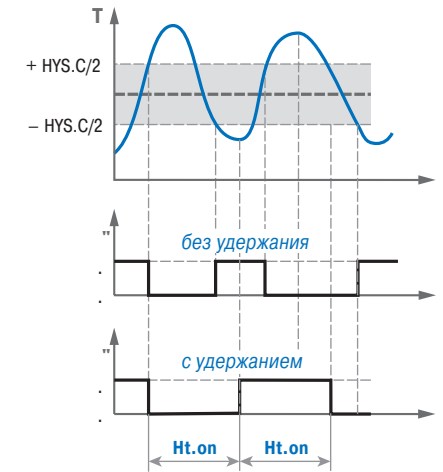 T
+ HYS.C/2
– HYS.C/2
"
без удержания
.
.
"
с удержанием
.
.
Ht.on Ht.on